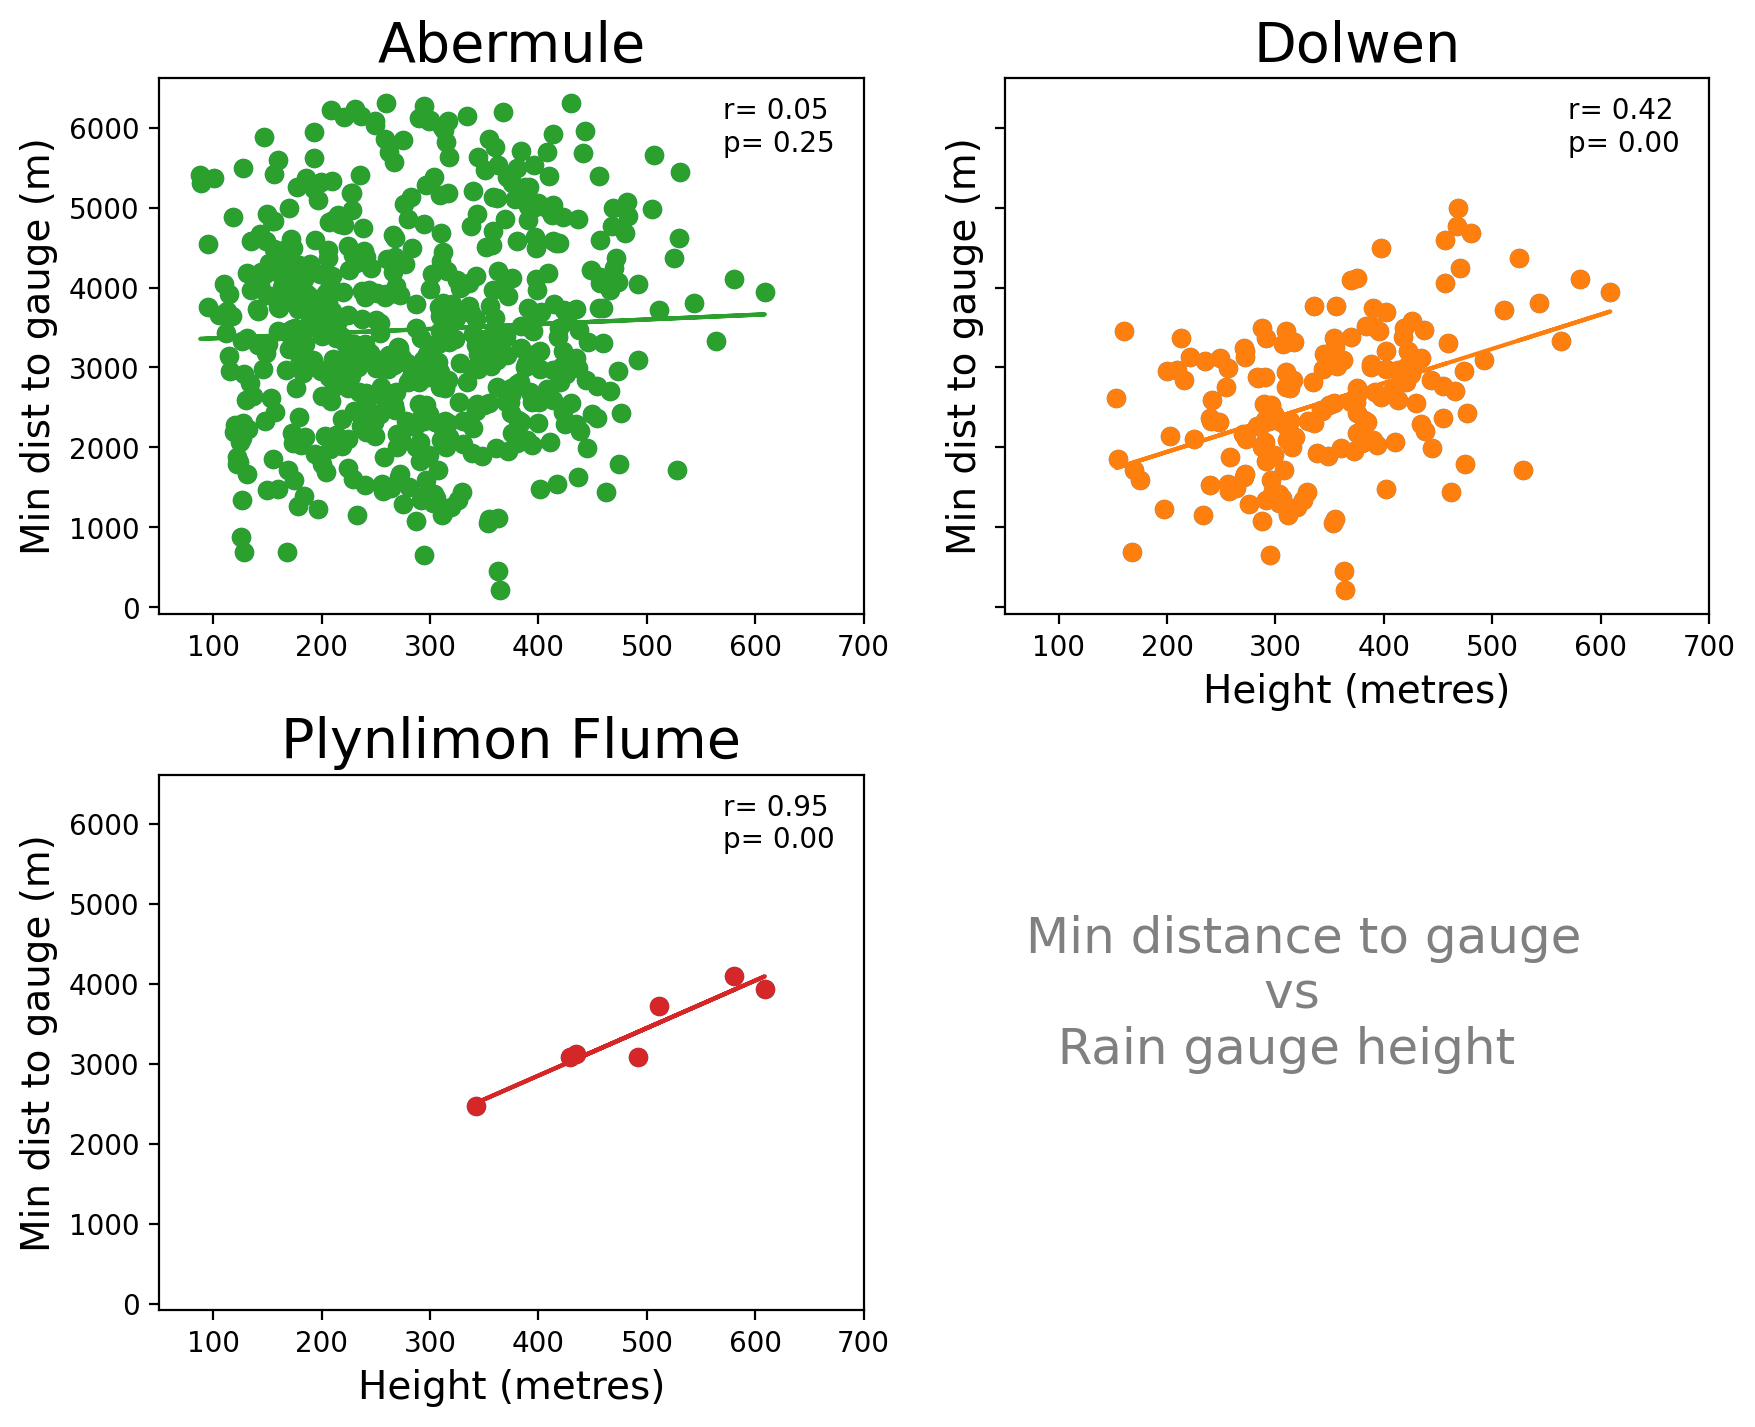 Abermule
Dolwen
r= 0.05
p= 0.25
r= 0.42
p= 0.00
Min dist to gauge (m)
6000
5000
4000
3000
2000
1000
0
100 200 300 400 500 600 700
Min dist to gauge (m)
100 200 300 400 500 600 700
Height (metres)
Plynlimon Flume
r= 0.95
p= 0.00
Min dist to gauge (m)
6000
5000
4000
3000
2000
1000
0
100 200 300 400 500 600 700
Height (metres)
Min distance to gauge
vs
Rain gauge height